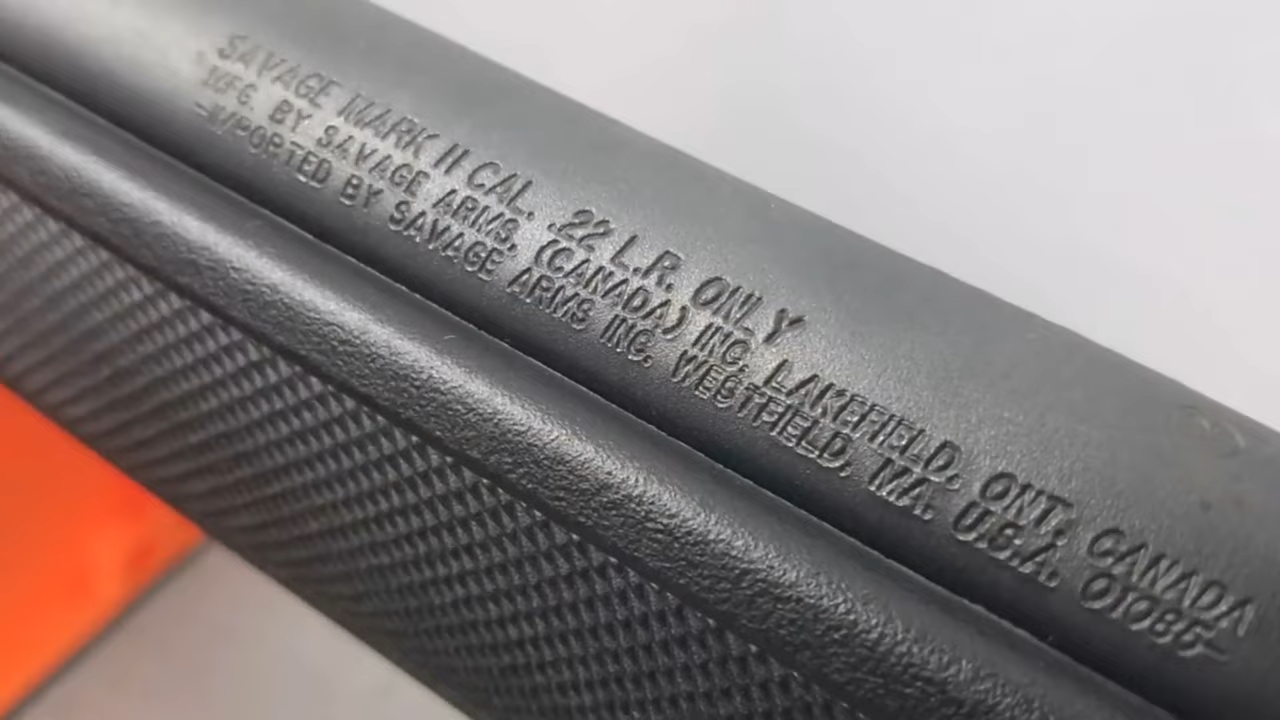 SAVAGE MARK II CAL. .22 L.R. ONLY
MFG. BY SAVAGE ARMS, (CANADA) INC, LAKEFIELD, ONT. CANADA
-IMPORTED BY SAVAGE ARMS INC. WESTFIELD, MA. U.S.A. 01085-